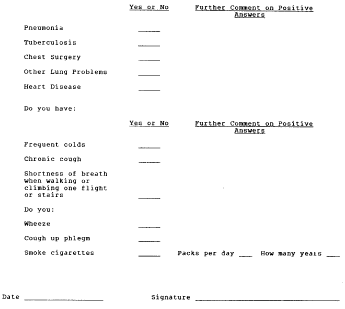 Yes or No Further Comment on Positive
Answers
Pneumonia ____
Tuberculosis ____
Chest Surgery ____
Other Lung Problems ____
Heart Disease ____
Do you have:
Yes or No Further Comment on Positive
Answers
Frequent colds ____
Chronic cough ____
Shortness of breath
when walking or
climbing one flight
or stairs ____
Do you:
Wheeze ____
Cough up phlegm ____
Smoke cigarettes ____ Packs per day ___ How many years ___
Date ______________ Signature _________________________